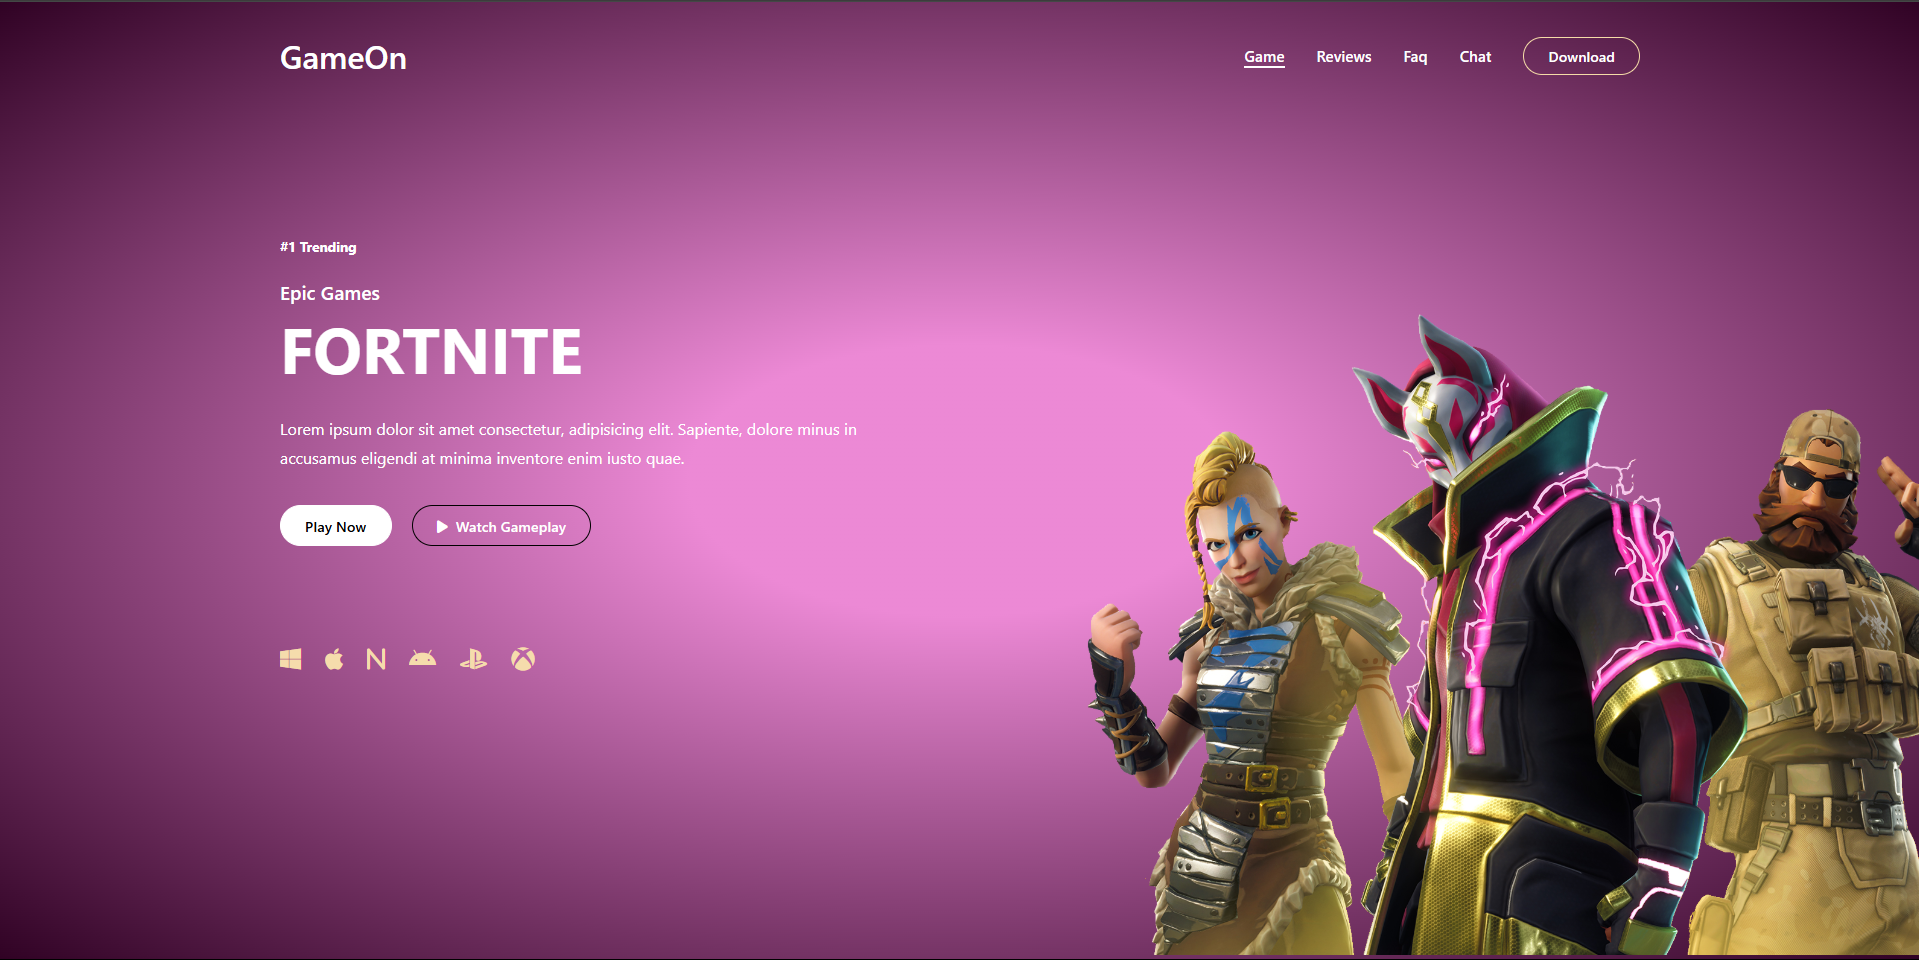 GameOn
Game Reviews Faq Chat Download
#1 Trending
Epic Games
FORTNITE
Lorem ipsum dolor sit amet consectetur, adipisicing elit. Sapiente, dolore minus in
accusamus eligendi at minima inventore enim iusto quae.
Play Now Watch Gameplay